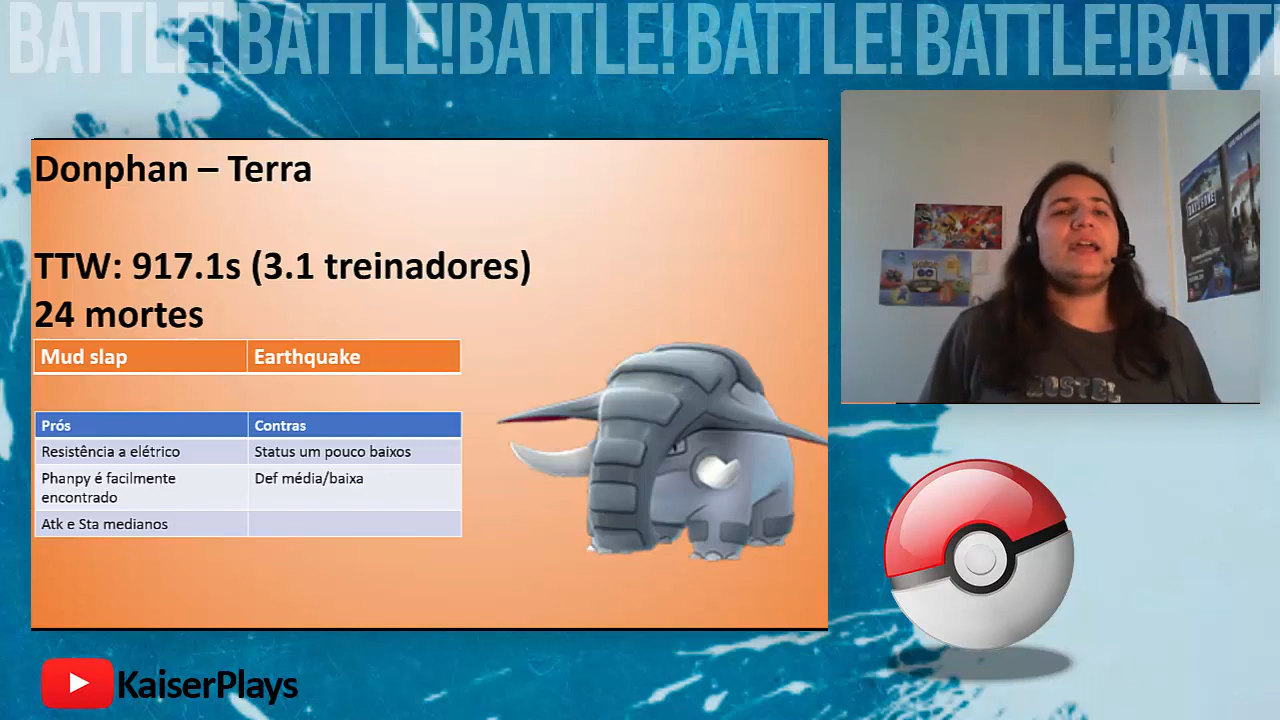 BATTLE! BATTLE! BATTLE! BATTLE! BATTLE! BATT
Donphan – Terra
TTW: 917.1s (3.1 treinadores)
24 mortes
Mud slap Earthquake
Prós Contras
Resistência a elétrico Status um pouco baixos
Phanpy é facilmente Def média/baixa
encontrado
Atk e Sta medianos
HOSTEL
KaiserPlays